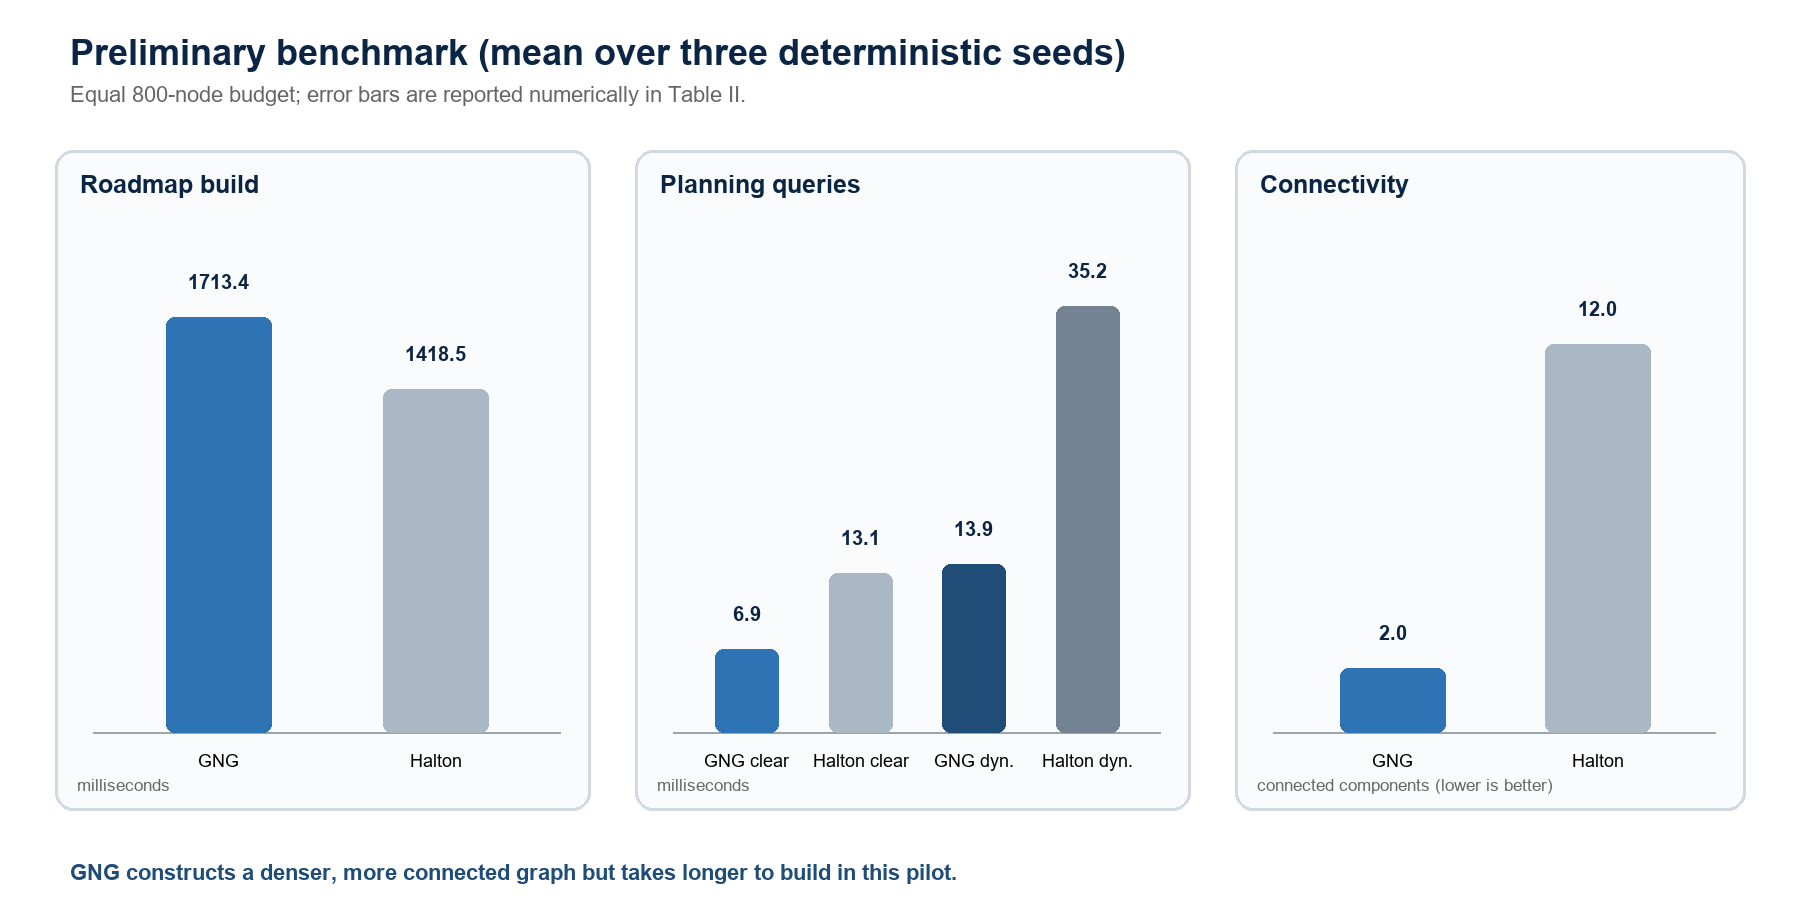 Preliminary benchmark (mean over three deterministic seeds)
Equal 800-node budget; error bars are reported numerically in Table II.
Roadmap build
1713.4
1418.5
GNG
Halton
milliseconds
Planning queries
6.9
13.1
13.9
35.2
GNG clear
Halton clear
GNG dyn.
Halton dyn.
milliseconds
Connectivity
2.0
12.0
GNG
Halton
connected components (lower is better)
GNG constructs a denser, more connected graph but takes longer to build in this pilot.